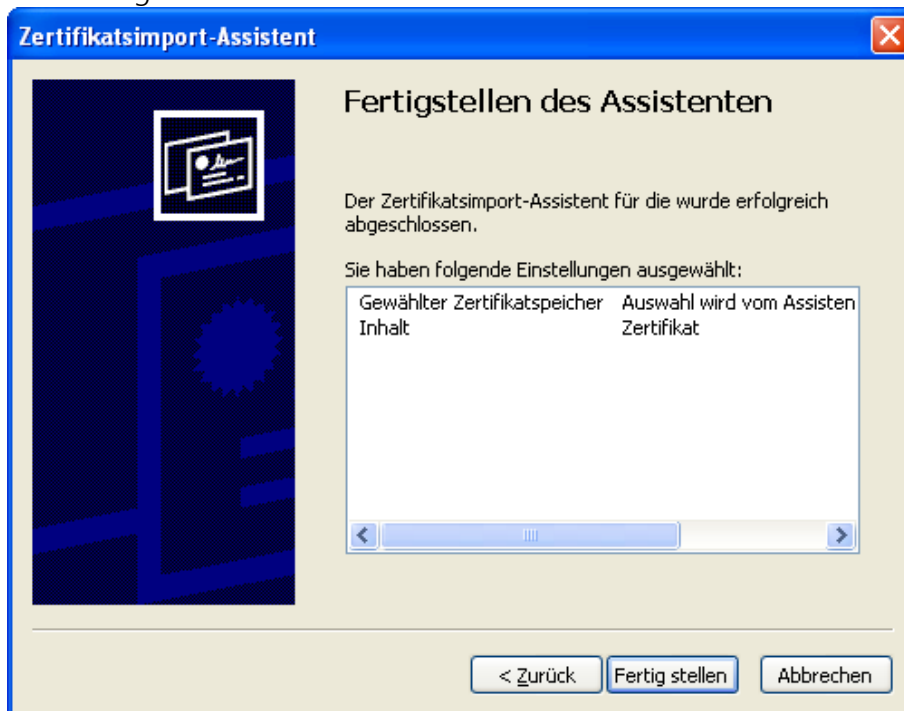 Zertifikatsimport-Assistent
Fertigstellen des Assistenten
Der Zertifikatsimport-Assistent für die wurde erfolgreich
abgeschlossen.
Sie haben folgende Einstellungen ausgewählt:
Gewählter Zertifikatspeicher Auswahl wird vom Assisten
Inhalt Zertifikat
< Zurück Fertig stellen Abbrechen